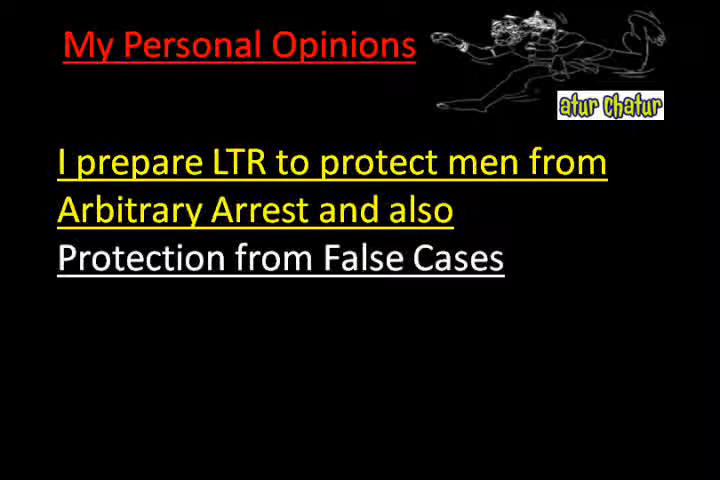 My Personal Opinions
atur chatur
I prepare LTR to protect men from
Arbitrary Arrest and also
Protection from False Cases